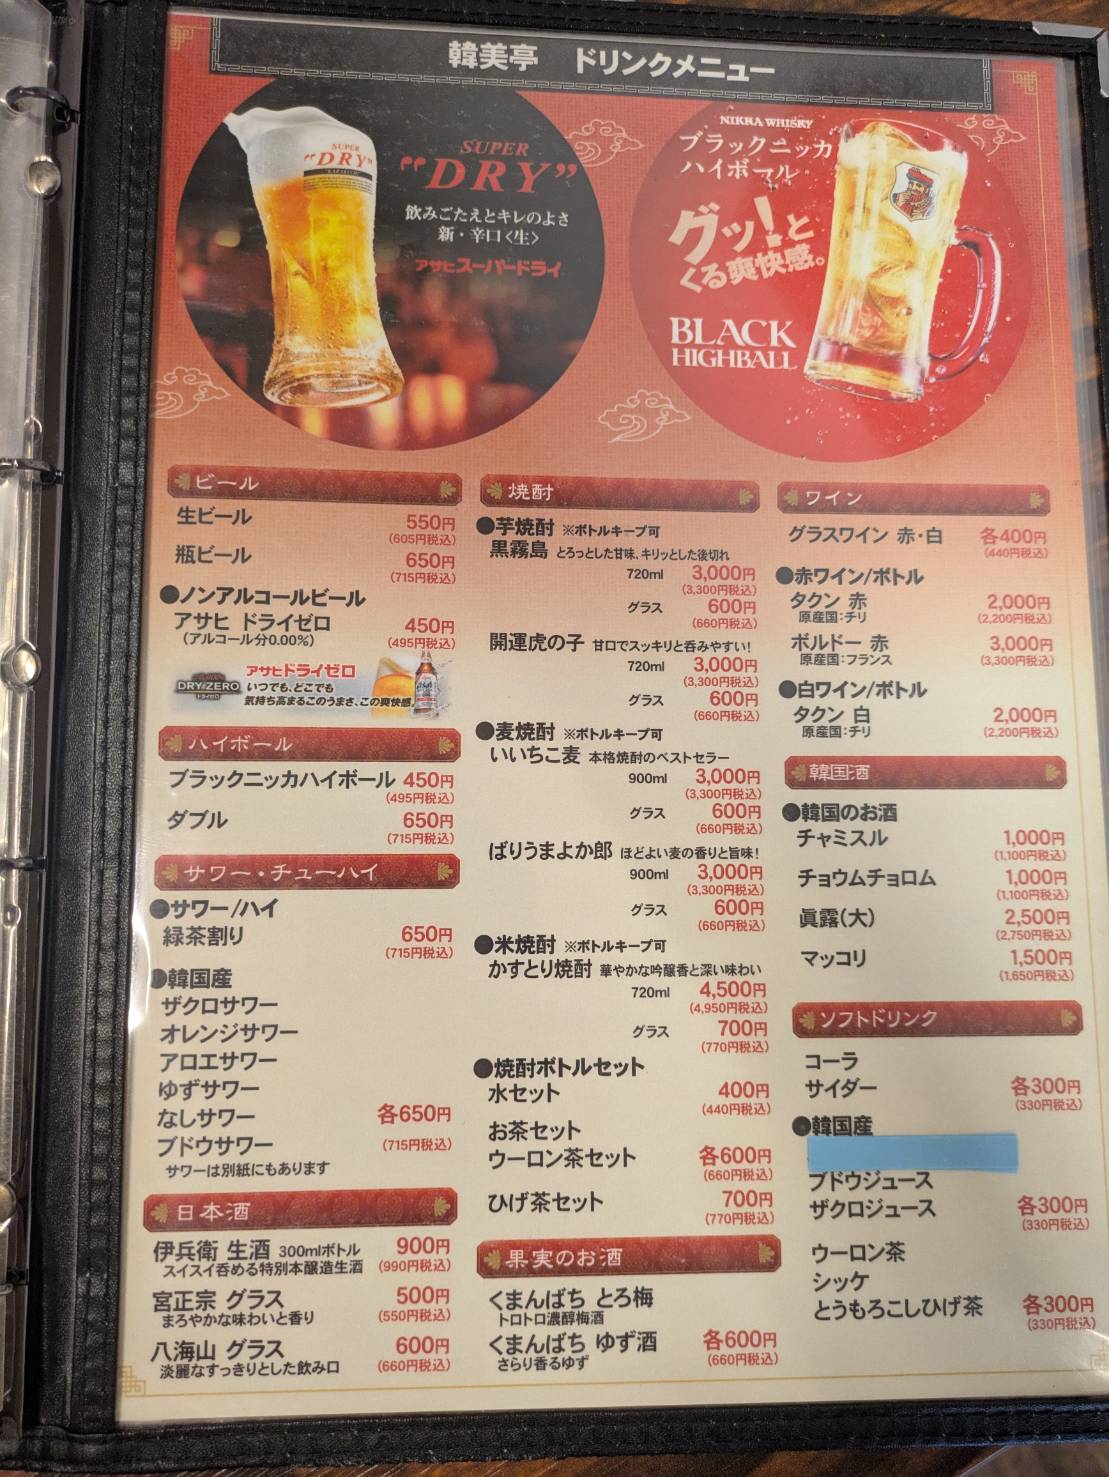 韓美亭 ドリンクメニュー
SUPER
"DRY"
SUPER
"DRY"
飲みごたえとキレのよさ
新・辛口〈生〉
アサヒスーパードライ
NIKKA WHISKY
ブラックニッカ
ハイボール
グッ!と
くる爽快感。
BLACK
HIGHBALL
ビール
生ビール 550円
(605円税込)
瓶ビール 650円
(715円税込)
●ノンアルコールビール
アサヒ ドライゼロ 450円
(アルコール分0.00%) (495円税込)
DRY ZERO
ドライゼロ
アサヒドライゼロ
いつでも、どこでも
気持ち高まるこのうまさ、この爽快感
ハイボール
ブラックニッカハイボール 450円
(495円税込)
ダブル 650円
(715円税込)
サワー・チューハイ
●サワー/ハイ
緑茶割り 650円
(715円税込)
●韓国産
ザクロサワー
オレンジサワー
アロエサワー
ゆずサワー
なしサワー 各650円
ブドウサワー (715円税込)
サワーは別紙にもあります
日本酒
伊兵衛 生酒 300mlボトル 900円
スイスイ呑める特別本醸造生酒 (990円税込)
宮正宗 グラス 500円
まろやかな味わいと香り (550円税込)
八海山 グラス 600円
淡麗なすっきりとした飲み口 (660円税込)
焼酎
●芋焼酎 ※ボトルキープ可
黒霧島 とろっとした甘味、キリッとした後切れ
720ml 3,000円
(3,300円税込)
グラス 600円
(660円税込)
開運虎の子 甘口でスッキリと呑みやすい!
720ml 3,000円
(3,300円税込)
グラス 600円
(660円税込)
●麦焼酎 ※ボトルキープ可
いいちこ麦 本格焼酎のベストセラー
900ml 3,000円
(3,300円税込)
グラス 600円
(660円税込)
ばりうまよか郎 ほどよい麦の香りと旨味!
900ml 3,000円
(3,300円税込)
グラス 600円
(660円税込)
●米焼酎 ※ボトルキープ可
かすとり焼酎 華やかな吟醸香と深い味わい
720ml 4,500円
(4,950円税込)
グラス 700円
(770円税込)
●焼酎ボトルセット
水セット 400円
(440円税込)
お茶セット
ウーロン茶セット 各600円
(660円税込)
ひげ茶セット 700円
(770円税込)
果実のお酒
くまんばち とろ梅
トロトロ濃醇梅酒
くまんばち ゆず酒 各600円
さらり香るゆず (660円税込)
ワイン
グラスワイン 赤・白 各400円
(440円税込)
●赤ワイン/ボトル
タクン 赤 2,000円
原産国:チリ (2,200円税込)
ボルドー 赤 3,000円
原産国:フランス (3,300円税込)
●白ワイン/ボトル
タクン 白 2,000円
原産国:チリ (2,200円税込)
韓国酒
●韓国のお酒
チャミスル 1,000円
(1,100円税込)
チョウムチョロム 1,000円
(1,100円税込)
眞露(大) 2,500円
(2,750円税込)
マッコリ 1,500円
(1,650円税込)
ソフトドリンク
コーラ
サイダー 各300円
(330円税込)
●韓国産
ブドウジュース
ザクロジュース 各300円
(330円税込)
ウーロン茶
シッケ
とうもろこしひげ茶 各300円
(330円税込)